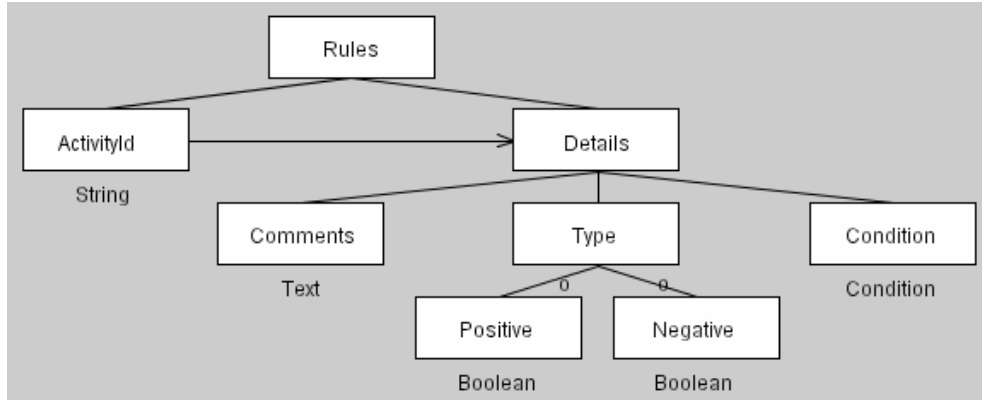 Rules
ActivityId
Details
String
Comments
Type
Condition
Text
0
0
Condition
Positive
Negative
Boolean
Boolean